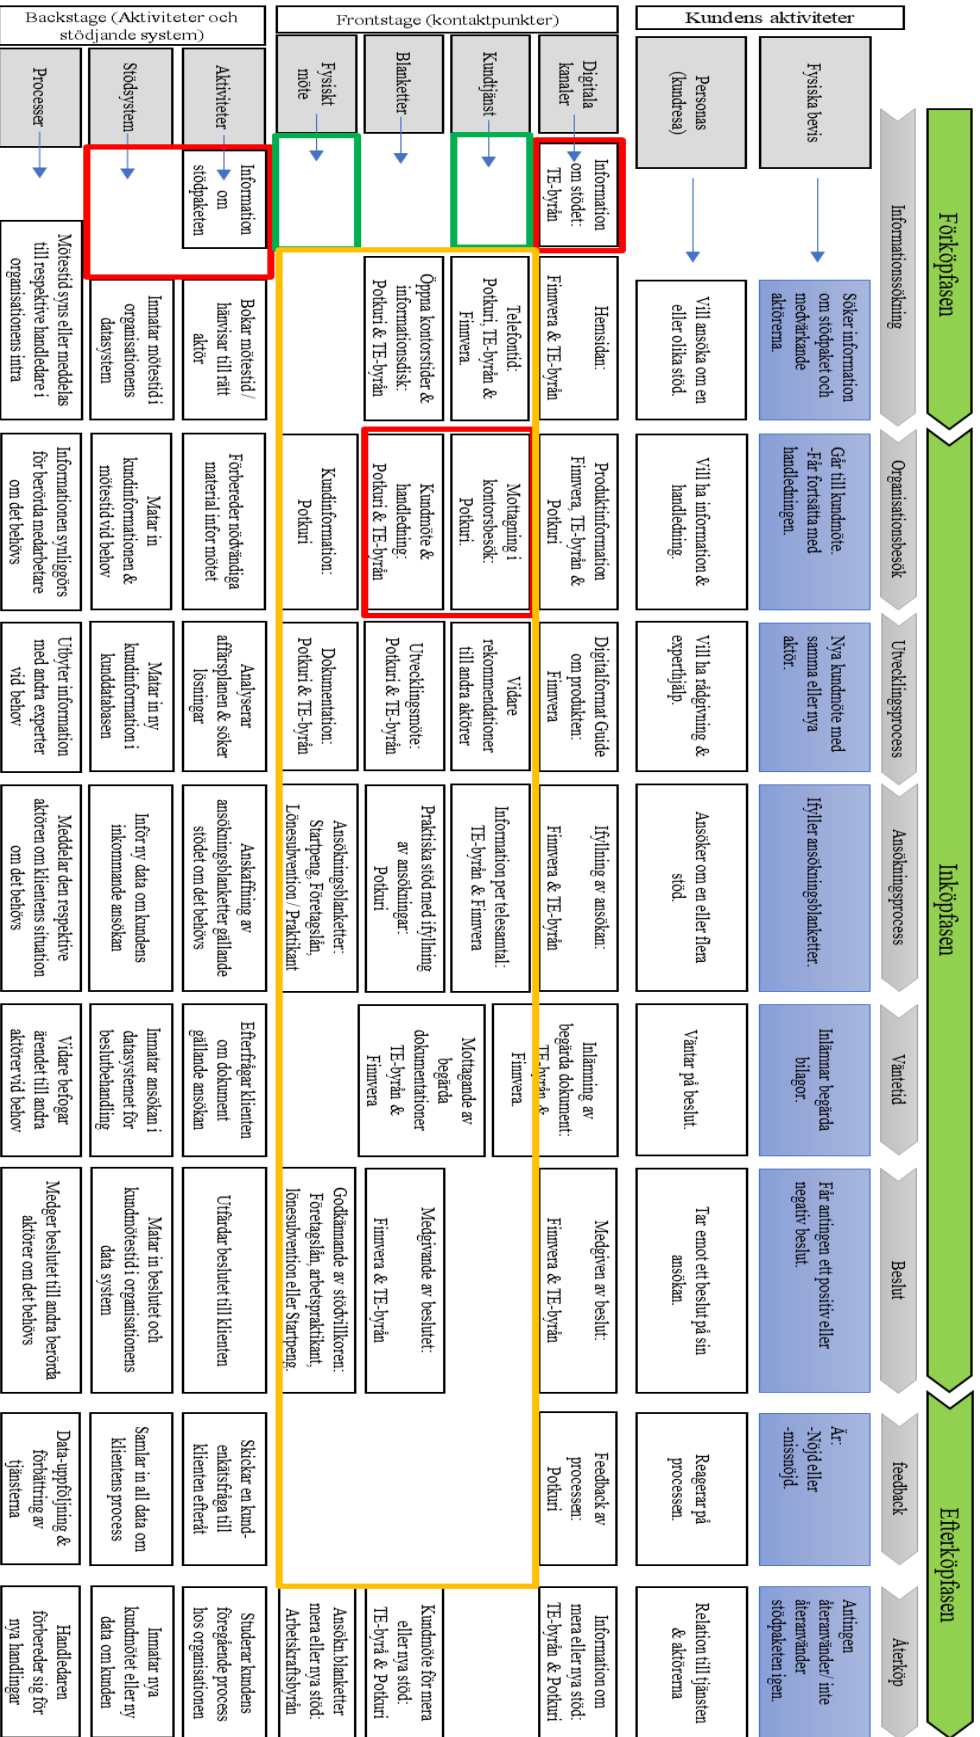 Backstage (Aktiviteter och
stödjande system)
Frontstage (kontaktpunkter)
Kundens aktiviteter
Förköpfasen
Inköpfasen
Efterköpfasen
Informationssökning
Organisationsbesök
Utvecklingsprocess
Ansökningsprocess
Väntetid
Beslut
feedback
Återköp
Fysiska bevis
Söker information
om stödpaket och
medvärkande
aktörerna.
Går till kundmöte.
-Får fortsätta med
handledningen.
Nya kundmöte med
samma eller nya
aktör.
Ifyller ansökningsblanketter.
Inlämnar begärda
bilagor.
Får antingen ett positiv eller
negativ beslut.
Är:
-Nöjd eller
-missnöjd.
Antingen
återanvänder/ inte
återanvänder
stödpaketen igen.
Personas
(kundresa)
Vill ansöka om en
eller olika stöd.
Vill ha information &
handledning.
Vill ha rådgivning &
experthjälp.
Ansöker om en eller flera
stöd.
Väntar på beslut.
Tar emot ett beslut på sin
ansökan.
Reagerar på
processen.
Relation till tjänsten
& aktörerna
Digitala
kanaler
Information
om stödet:
TE-byrån
Hemsidan:
Finnvera & TE-byrån
Produktinformation
Finnvera, TE-byrån &
Potkuri
Digitalformat Guide
om produkten:
Finnvera
Ifyllning av ansökan:
Finnvera & TE-byrån
Inlämning av
begärda dokument:
TE-byrån &
Finnvera.
Medgiven av beslut:
Finnvera & TE-byrån
Feedback av
processen:
Potkuri
Information om
mera eller nya stöd:
TE-byrån & Potkuri
Kundtjänst
Telefontid:
Potkuri, TE-byrån &
Finnvera.
Mottagning i
kontorsbesök:
Potkuri.
Vidare
rekommendationer
till andra aktörer
Information per telesamtal:
TE-byrån & Finnvera
Mottagande av
begärda
dokumentationer
TE-byrån &
Finnvera
Blanketter
Öppna kontorstider &
informationsdisk:
Potkuri & TE-byrån
Kundmöte &
handledning:
Potkuri & TE-byrån
Utvecklingsmöte:
Potkuri & TE-byrån
Praktiska stöd med ifyllning
av ansökningar:
Potkuri
Medgivande av beslutet:
Finnvera & TE-byrån
Kundmöte för mera
eller nya stöd:
TE-byrå & Potkuri
Fysiskt
möte
Kundinformation:
Potkuri
Dokumentation:
Potkuri & TE-byrån
Ansökningsblanketter:
Startpeng, Företagslån,
Lönesubvention / Praktikant
Godkännande av stödvillkoren:
Företagslån, arbetspraktikant,
lönesubvention eller Startpeng.
Ansökn.blanketter
mera eller nya stöd:
Arbetskraftsbyrån
Aktiviteter
Information
om
stödpaketen
Bokar mötestid /
hänvisar till rätt
aktör
Förbereder nödvändiga
material infor mötet
Analyserar
affärsplanen & söker
lösningar
Anskaffning av
ansökningblanketter gällande
stödet om det behövs
Efterfrågar klienten
om dokument
gällande ansökan
Utfärdar beslutet till klienten
Skickar en kund-
enkätsfråga till
klienten efteråt
Studerar kundens
föregående process
hos organisationen
Stödsystem
Inmatar mötestid i
organisationens
datasystem
Matar in
kundinformationen &
mötestid vid behov
Matar in ny
kundinformation i
kunddatabasen
Inför ny data om kundens
inkommande ansökan
Inmatar ansökan i
datasystemet för
beslutbehandling
Matar in beslutet och
kundmötestid i organisationens
data system
Samlar in all data om
klientens process
Inmatar nya
kundmötet eller ny
data om kunden
Processer
Mötestid syns eller meddelas
till respektive handledare i
organisationens intra
Informationen synliggörs
för berörda medarbetare
om det behövs
Utbyter information
med andra experter
vid behov
Meddelar den respektive
aktören om klientens situation
om det behövs
Vidare befogar
ärendet till andra
aktörer vid behov
Medger beslutet till andra berörda
aktörer om det behövs
Data-uppföljning &
förbättring av
tjänsterna
Handledaren
förbereder sig för
nya handlingar